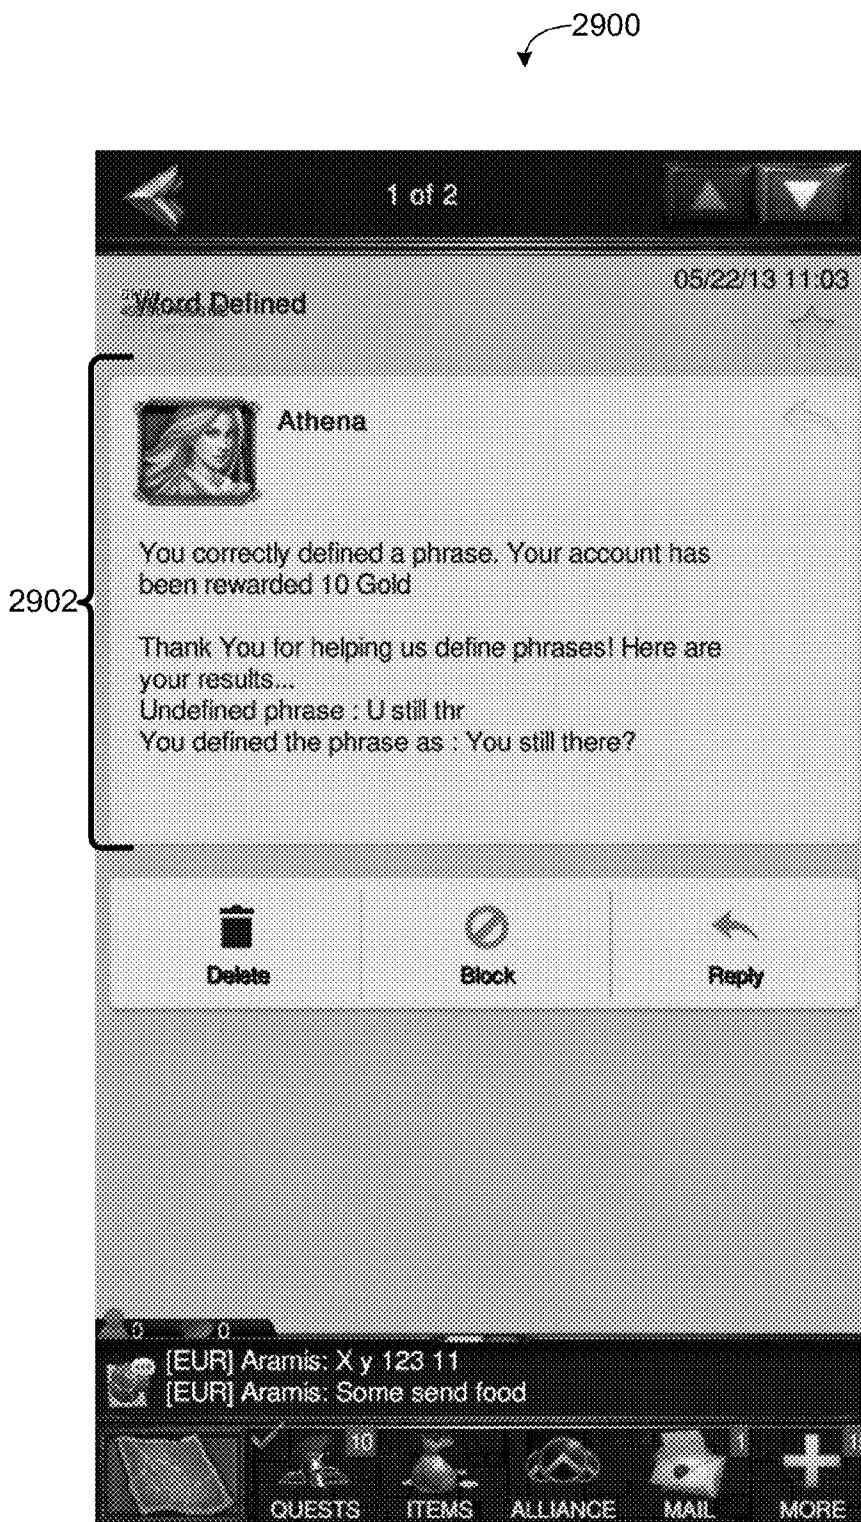 2900
1 of 2
05/22/13 11:03
Word Defined
Athena
You correctly defined a phrase. Your account has
been rewarded 10 Gold
2902
Thank You for helping us define phrases! Here are
your results...
Undefined phrase : U still thr
You defined the phrase as : You still there?
Delete
Block
Reply
0
0
[EUR] Aramis: X y 123 11
[EUR] Aramis: Some send food
10
1
QUESTS
ITEMS
ALLIANCE
MAIL
MORE